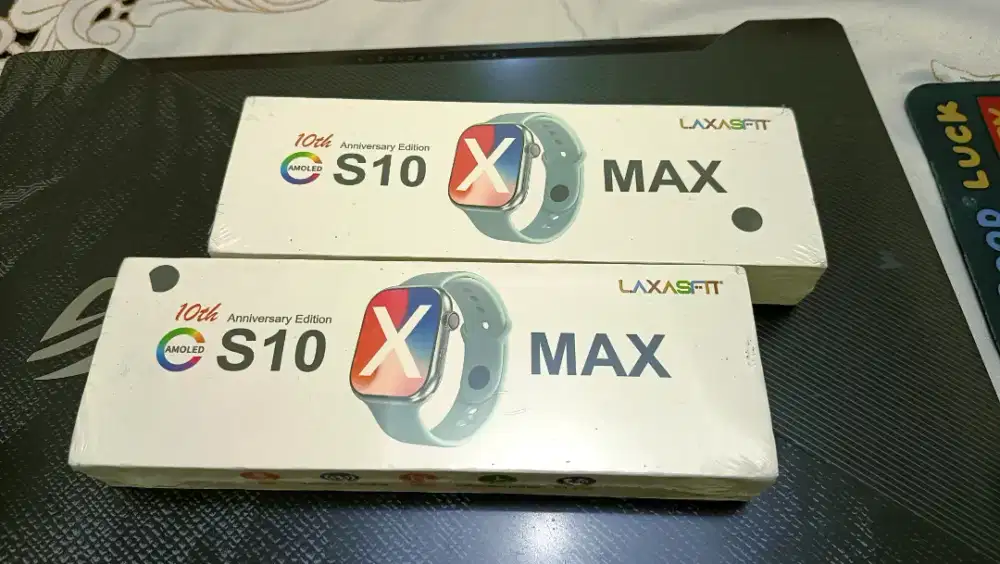 LAXASFIT
10th Anniversary Edition
AMOLED S10 X MAX
LAXASFIT
10th Anniversary Edition
AMOLED S10 X MAX
LUCK